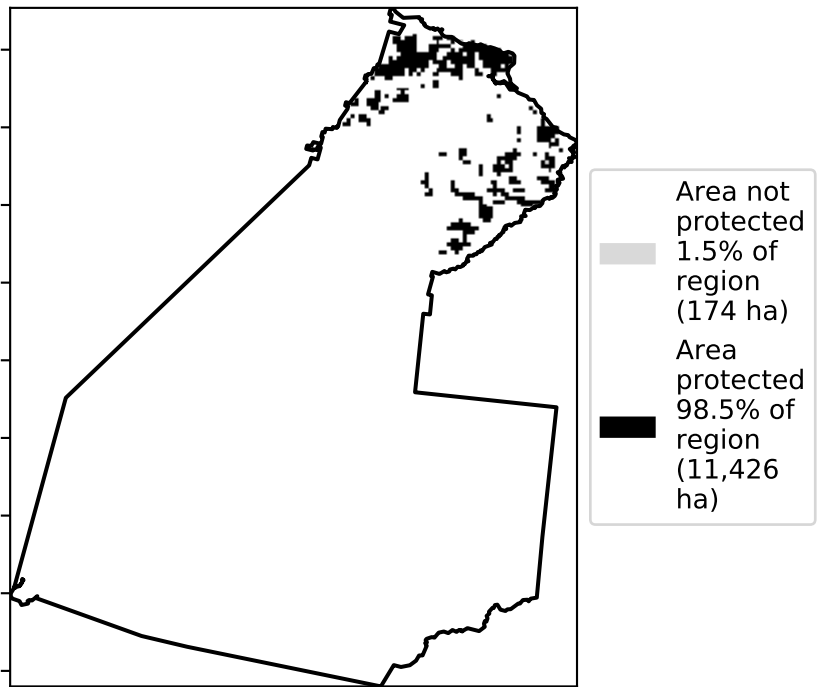 Area not
protected
1.5% of
region
(174 ha)
Area
protected
98.5% of
region
(11,426
ha)